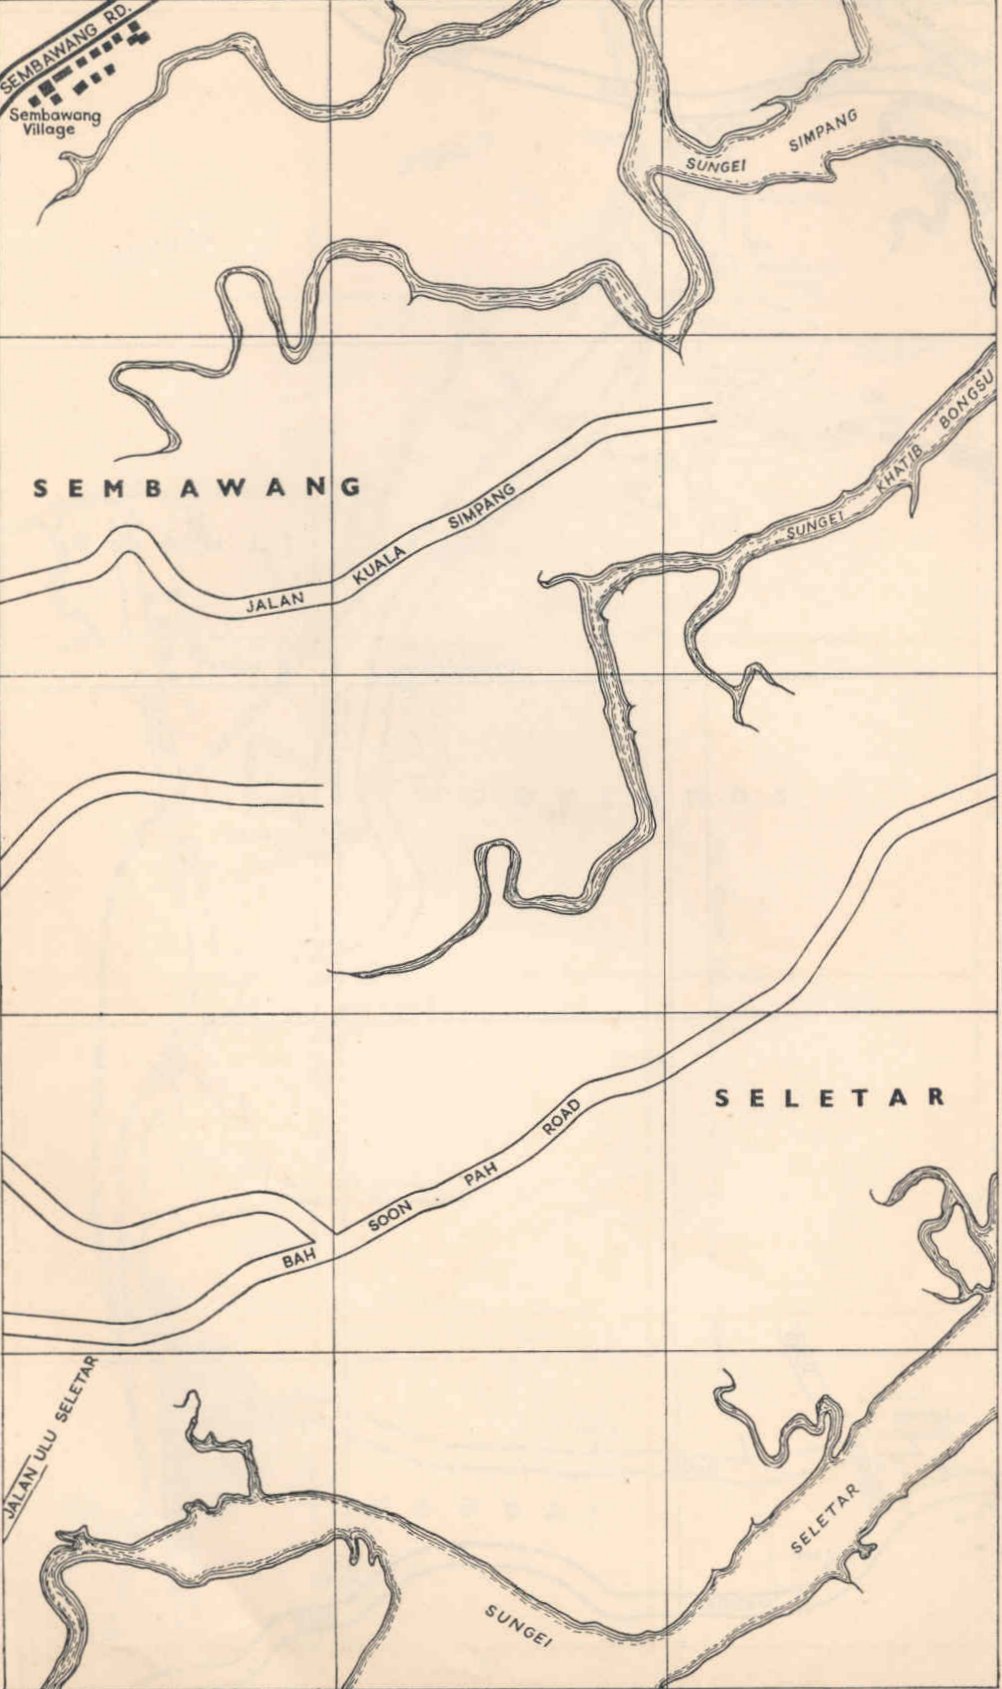 SEMBAWANG RD.
Sembawang
Village
SUNGEI SIMPANG
SEMBAWANG
JALAN KUALA SIMPANG
SUNGEI KHATIB BONGSU
SELETAR
BAH SOON PAH ROAD
JALAN ULU SELETAR
SUNGEI SELETAR